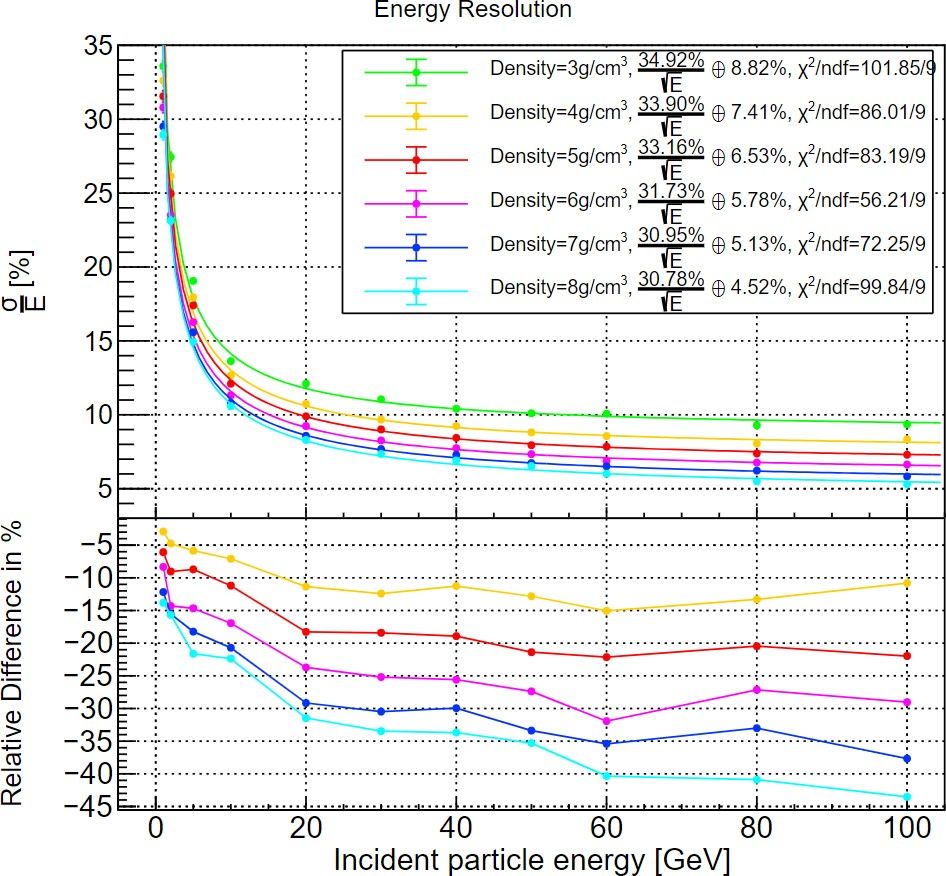 Energy Resolution
Density=3g/cm³, 34.92%/√E ⊕ 8.82%, χ²/ndf=101.85/9
Density=4g/cm³, 33.90%/√E ⊕ 7.41%, χ²/ndf=86.01/9
Density=5g/cm³, 33.16%/√E ⊕ 6.53%, χ²/ndf=83.19/9
Density=6g/cm³, 31.73%/√E ⊕ 5.78%, χ²/ndf=56.21/9
Density=7g/cm³, 30.95%/√E ⊕ 5.13%, χ²/ndf=72.25/9
Density=8g/cm³, 30.78%/√E ⊕ 4.52%, χ²/ndf=99.84/9
σ/E [%]
35
30
25
20
15
10
5
Relative Difference in %
−5
−10
−15
−20
−25
−30
−35
−40
−45
0 20 40 60 80 100
Incident particle energy [GeV]